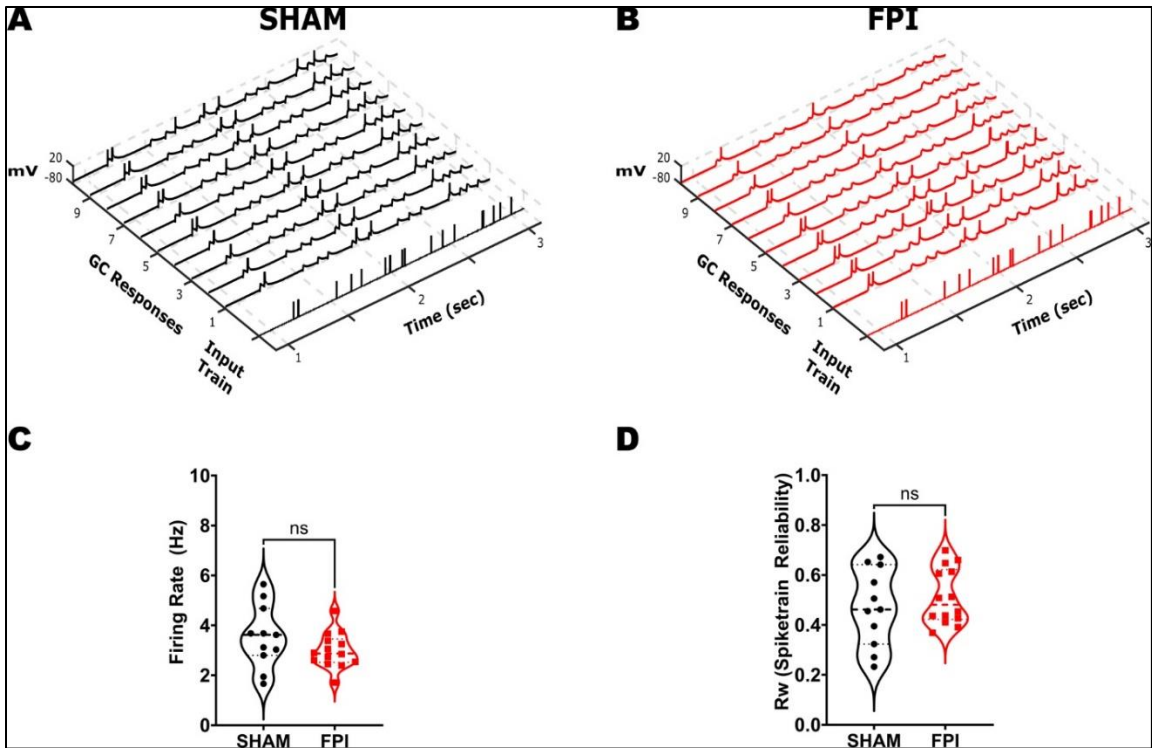 A
SHAM
B
FPI
mV
20
-80
9
7
5
3
1
GC Responses
Input
Train
1
2
3
Time (sec)
mV
20
-80
9
7
5
3
1
GC Responses
Input
Train
1
2
3
Time (sec)
C
Firing Rate (Hz)
10
8
6
4
2
0
ns
SHAM
FPI
D
Rw (Spiketrain Reliability)
1.0
0.8
0.6
0.4
0.2
0.0
ns
SHAM
FPI